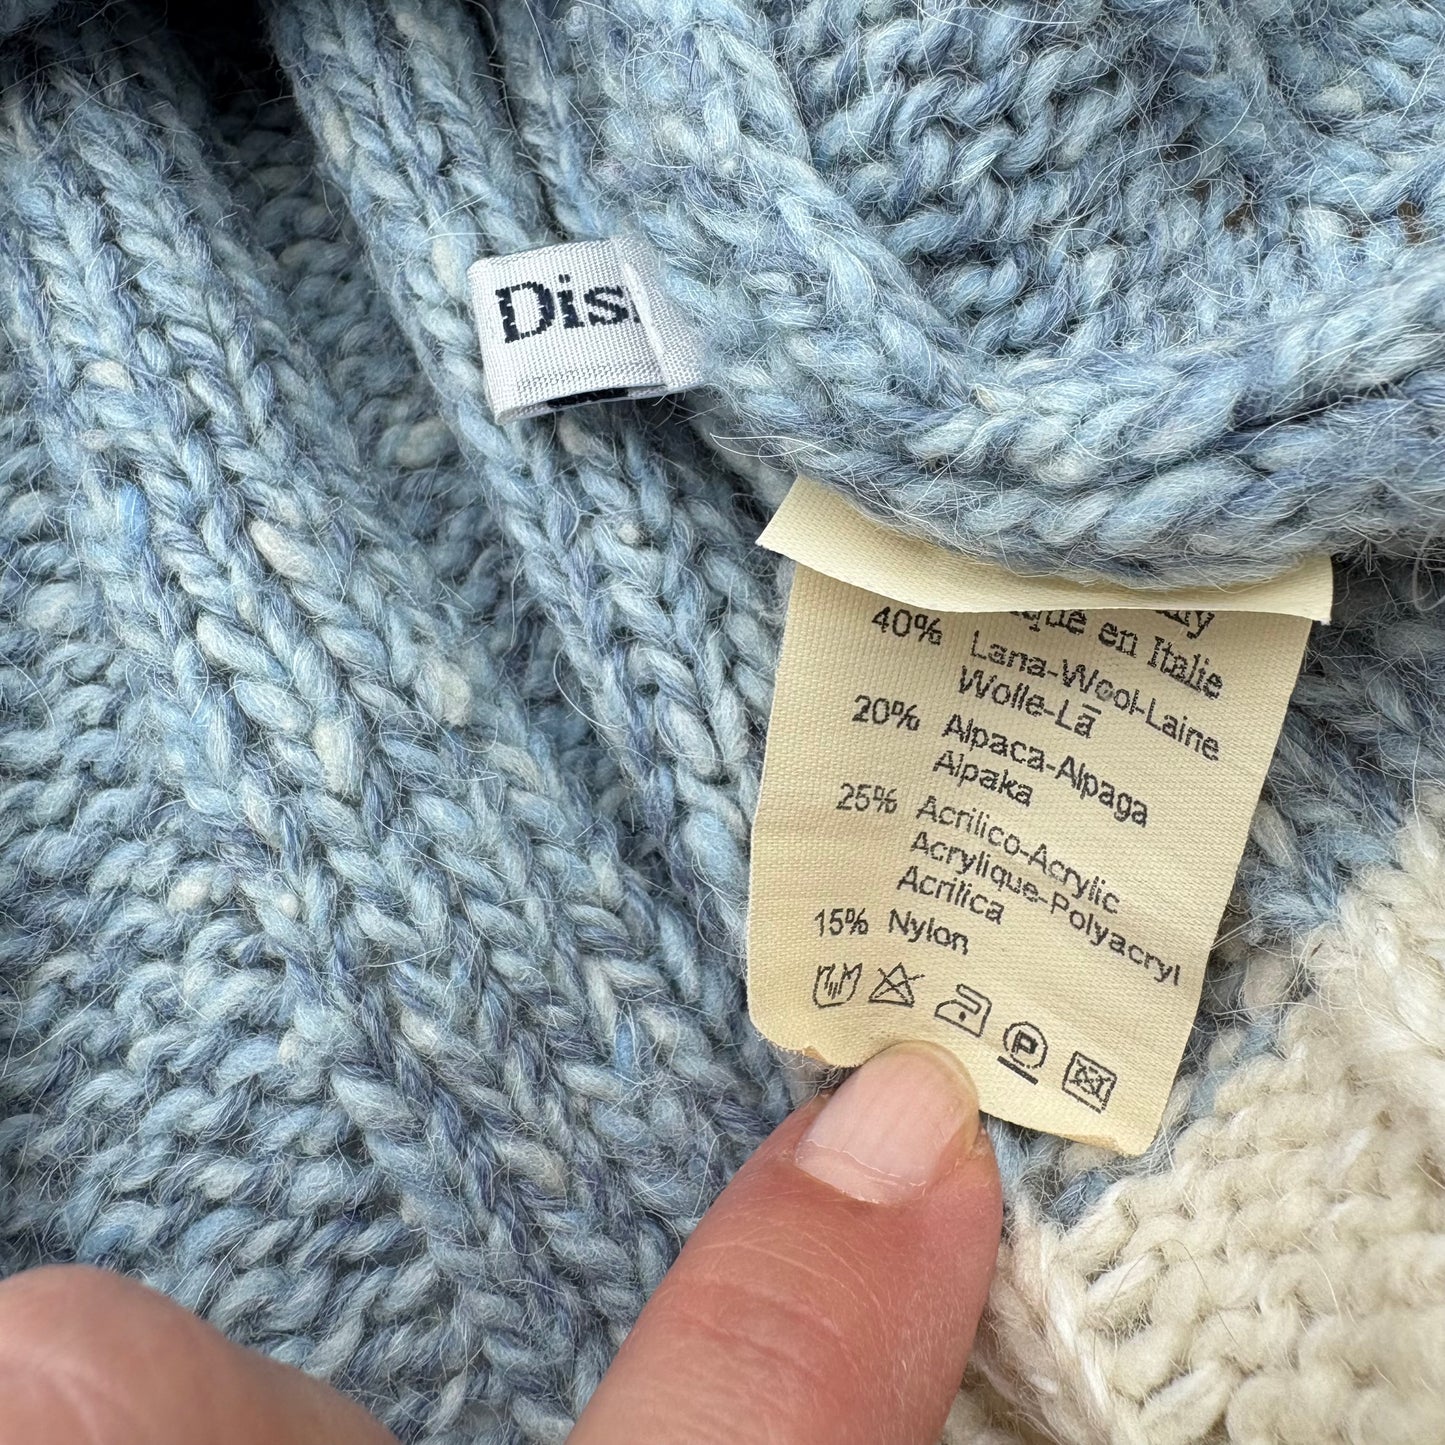 Dis
en Italie
40% Lana-Wool-Laine
Wolle-Lã
20% Alpaca-Alpaga
Alpaka
25% Acrilico-Acrylic
Acrylique-Polyacryl
Acrilica
15% Nylon
P